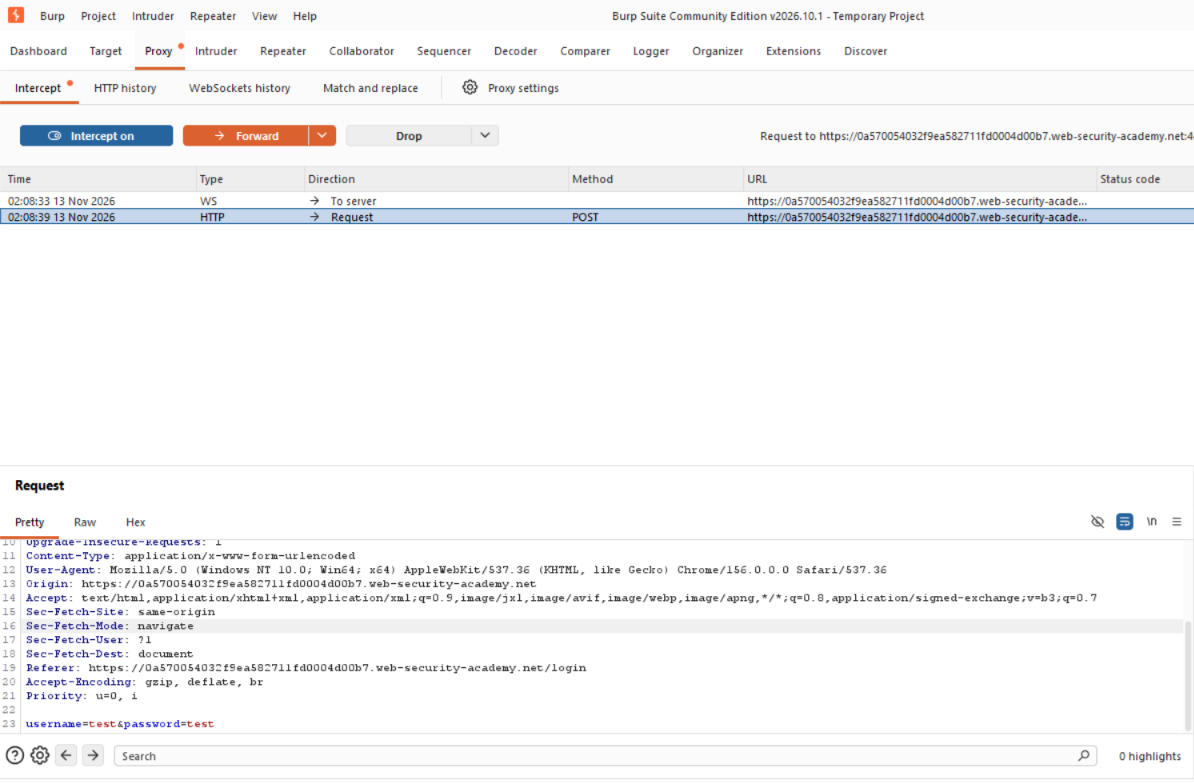 Burp Project Intruder Repeater View Help Burp Suite Community Edition v2026.10.1 - Temporary Project
Dashboard Target Proxy Intruder Repeater Collaborator Sequencer Decoder Comparer Logger Organizer Extensions Discover
Intercept HTTP history WebSockets history Match and replace Proxy settings
Intercept on Forward Drop Request to https://0a570054032f9ea582711fd0004d00b7.web-security-academy.net:4
Time Type Direction Method URL Status code
02:08:33 13 Nov 2026 WS → To server https://0a570054032f9ea582711fd0004d00b7.web-security-acade...
02:08:39 13 Nov 2026 HTTP → Request POST https://0a570054032f9ea582711fd0004d00b7.web-security-acade...
Request
Pretty Raw Hex \n
10 Upgrade-Insecure-Requests: 1
11 Content-Type: application/x-www-form-urlencoded
12 User-Agent: Mozilla/5.0 (Windows NT 10.0; Win64; x64) AppleWebKit/537.36 (KHTML, like Gecko) Chrome/156.0.0.0 Safari/537.36
13 Origin: https://0a570054032f9ea582711fd0004d00b7.web-security-academy.net
14 Accept: text/html,application/xhtml+xml,application/xml;q=0.9,image/jxl,image/avif,image/webp,image/apng,*/*;q=0.8,application/signed-exchange;v=b3;q=0.7
15 Sec-Fetch-Site: same-origin
16 Sec-Fetch-Mode: navigate
17 Sec-Fetch-User: ?1
18 Sec-Fetch-Dest: document
19 Referer: https://0a570054032f9ea582711fd0004d00b7.web-security-academy.net/login
20 Accept-Encoding: gzip, deflate, br
21 Priority: u=0, i
22
23 username=test&password=test
Search 0 highlights